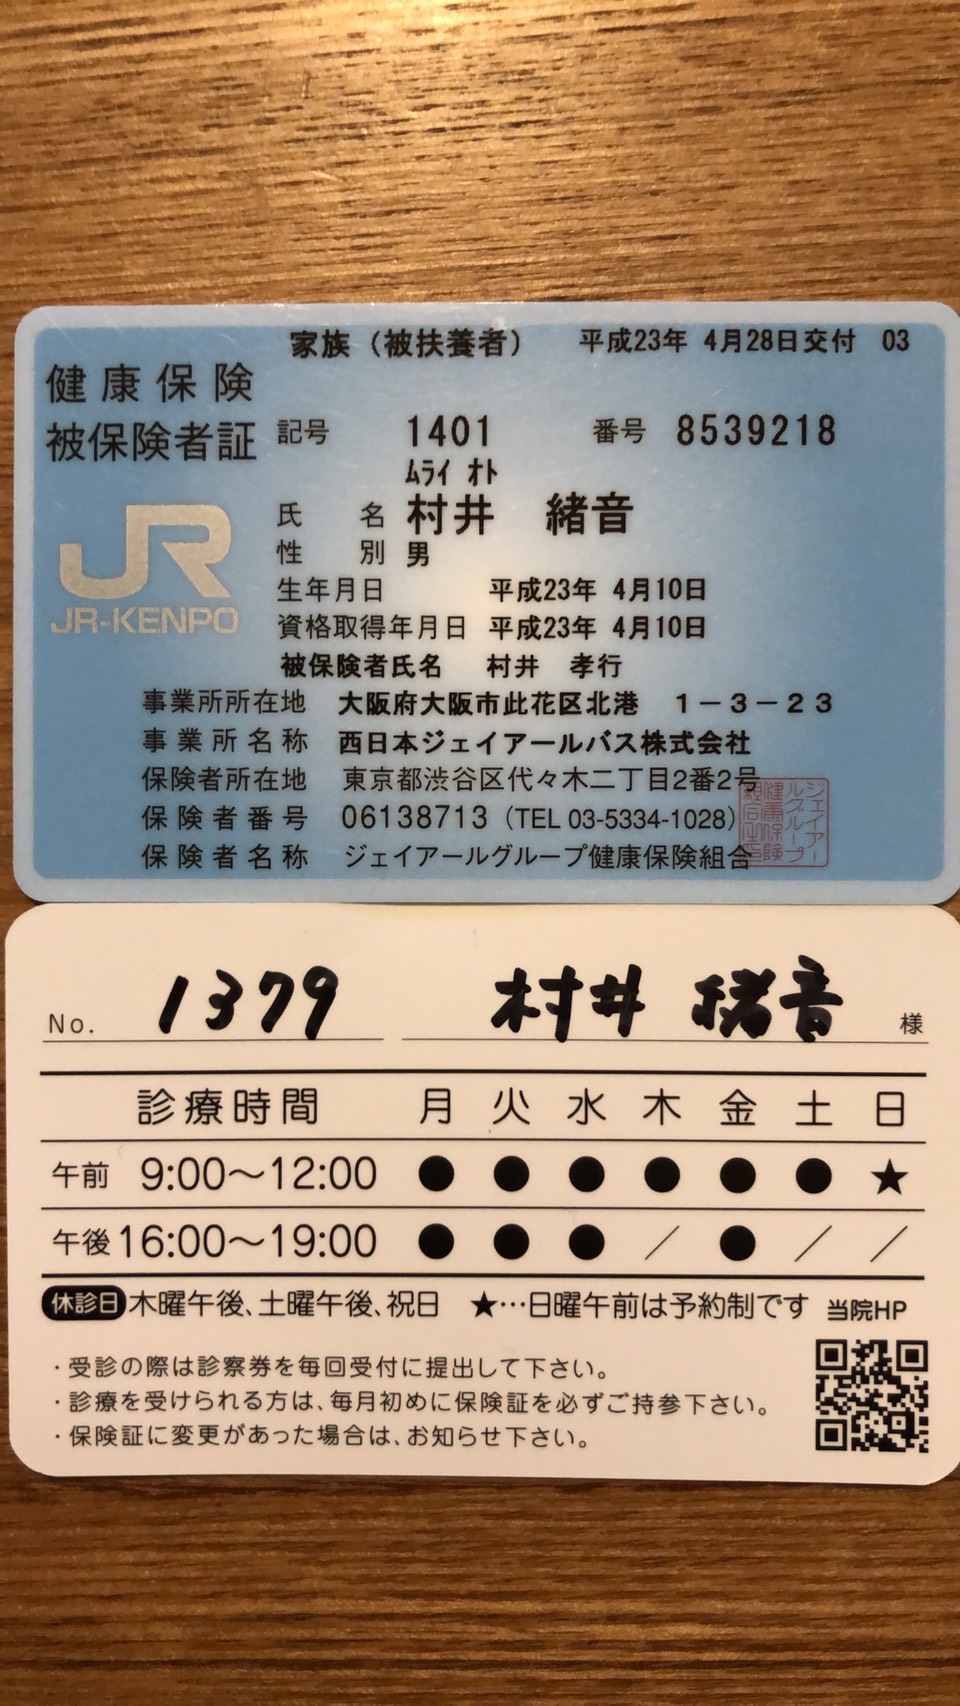 家族（被扶養者） 平成23年 4月28日交付 03
健康保険
被保険者証
記号 1401 番号 8539218
ﾑﾗｲ ｵﾄ
氏名 村井 緒音
性別 男
生年月日 平成23年 4月10日
資格取得年月日 平成23年 4月10日
被保険者氏名 村井 孝行
事業所所在地 大阪府大阪市此花区北港 1－3－23
事業所名称 西日本ジェイアールバス株式会社
保険者所在地 東京都渋谷区代々木二丁目2番2号
保険者番号 06138713（TEL 03-5334-1028）
保険者名称 ジェイアールグループ健康保険組合
JR
JR-KENPO
No. 1379 村井 緒音 様
診療時間 月 火 水 木 金 土 日
午前 9:00～12:00 ● ● ● ● ● ● ★
午後 16:00～19:00 ● ● ● ／ ● ／ ／
休診日 木曜午後、土曜午後、祝日 ★…日曜午前は予約制です 当院HP
・受診の際は診察券を毎回受付に提出して下さい。
・診療を受けられる方は、毎月初めに保険証を必ずご持参下さい。
・保険証に変更があった場合は、お知らせ下さい。